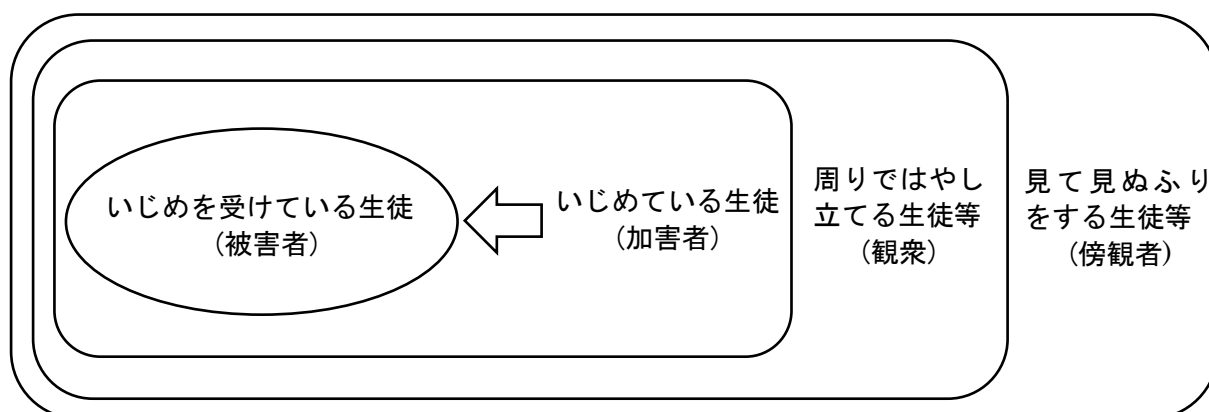 いじめを受けている生徒
(被害者)
いじめている生徒
(加害者)
周りではやし
立てる生徒等
(観衆)
見て見ぬふり
をする生徒等
(傍観者)